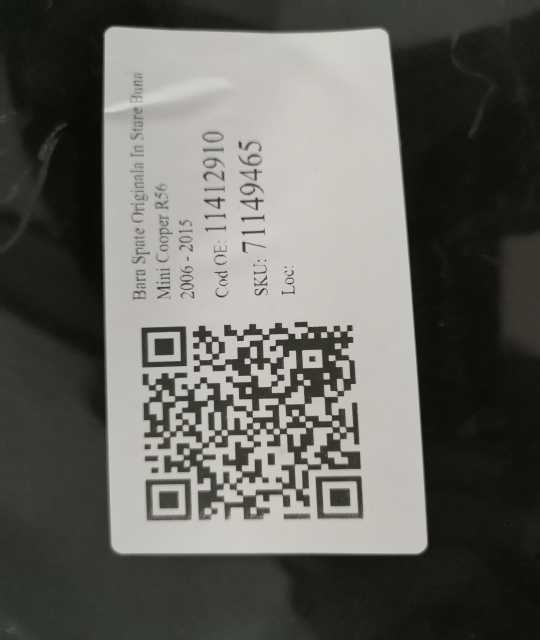 Bara Spate Originala In Stare Buna
Mini Cooper R56
2006 - 2015
Cod OE: 11412910
SKU: 71149465
Loc: